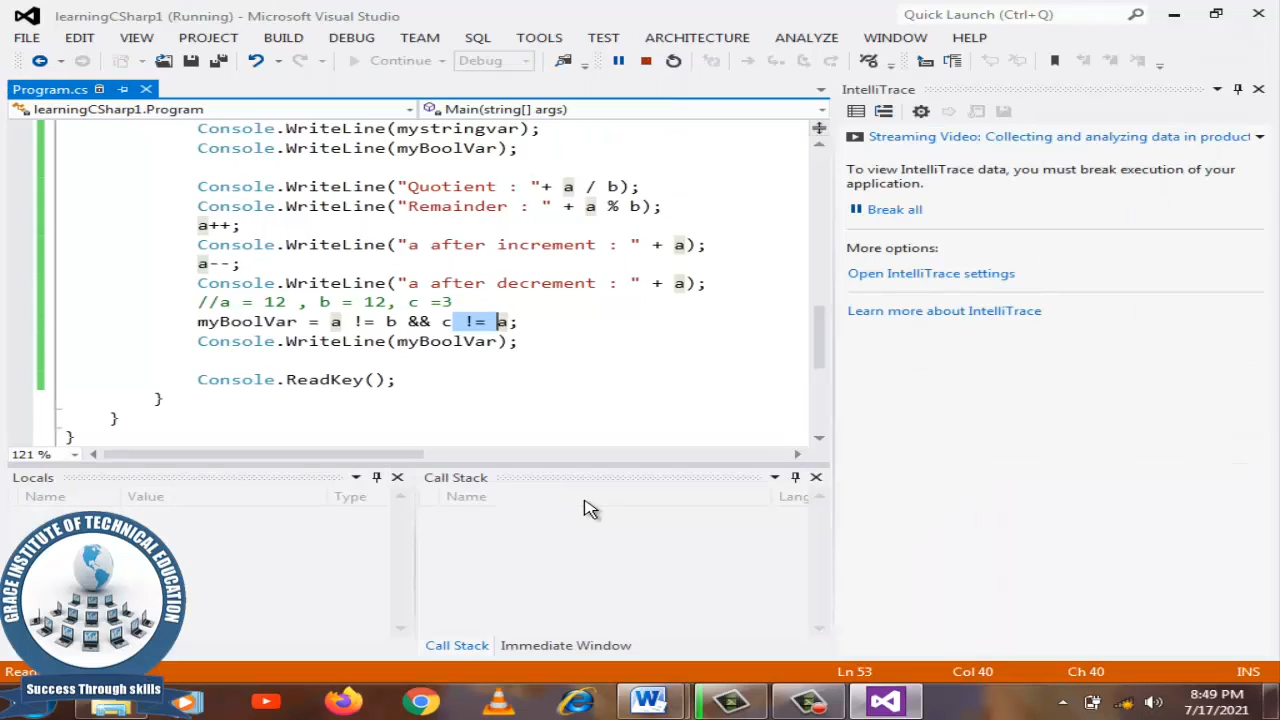 learningCSharp1 (Running) - Microsoft Visual Studio
Quick Launch (Ctrl+Q)
FILE EDIT VIEW PROJECT BUILD DEBUG TEAM SQL TOOLS TEST ARCHITECTURE ANALYZE WINDOW HELP
Continue Debug
Program.cs
learningCSharp1.Program
Main(string[] args)
Console.WriteLine(mystringvar);
Console.WriteLine(myBoolVar);
Console.WriteLine("Quotient : "+ a / b);
Console.WriteLine("Remainder : " + a % b);
a++;
Console.WriteLine("a after increment : " + a);
a--;
Console.WriteLine("a after decrement : " + a);
//a = 12 , b = 12, c =3
myBoolVar = a != b && c != a;
Console.WriteLine(myBoolVar);
Console.ReadKey();
}
}
}
121 %
IntelliTrace
Streaming Video: Collecting and analyzing data in product
To view IntelliTrace data, you must break execution of your
application.
Break all
More options:
Open IntelliTrace settings
Learn more about IntelliTrace
Locals
Name Value Type
Call Stack
Name Lang
Call Stack Immediate Window
GRACE INSTITUTE OF TECHNICAL EDUCATION
Success Through skills
Ln 53 Col 40 Ch 40 INS
8:49 PM
7/17/2021